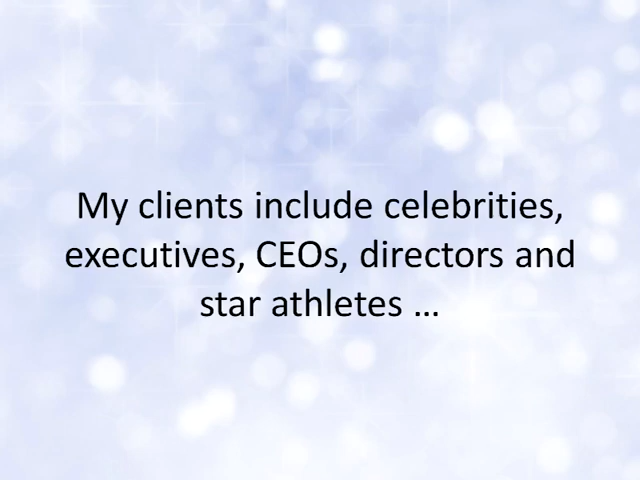 My clients include celebrities,
executives, CEOs, directors and
star athletes …